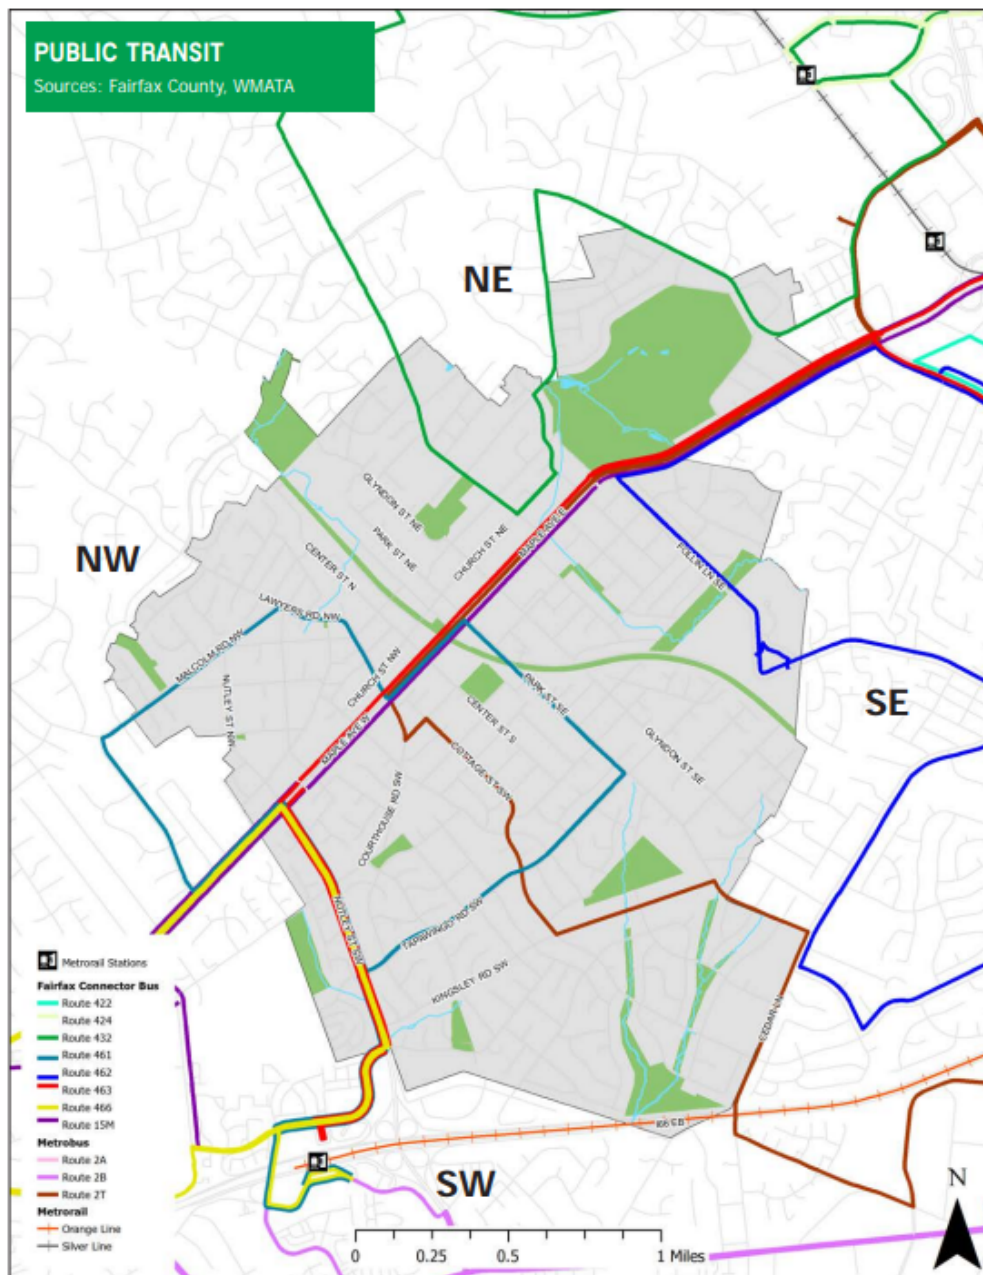 PUBLIC TRANSIT
Sources: Fairfax County, WMATA
NE
NW
GLYNDON ST NE
PARK ST NE
CHURCH ST NE
MAPLE AVE E
CENTER ST N
LAWYERS RD NW
MALCOLM RD NW
NUTLEY ST NW
CHURCH ST NW
MAPLE AVE W
POLLIN LN SE
SE
PARK ST SE
CENTER ST S
GLYNDON ST SE
COTTAGE ST SW
COURTHOUSE RD SW
NUTLEY ST SW
TAPAWINGO RD SW
KINGSLEY RD SW
CEDAR LN
I66 EB
SW
Metrorail Stations
Fairfax Connector Bus
Route 422
Route 424
Route 432
Route 461
Route 462
Route 463
Route 466
Route 15M
Metrobus
Route 2A
Route 2B
Route 2T
Metrorail
Orange Line
Silver Line
0 0.25 0.5 1 Miles
N